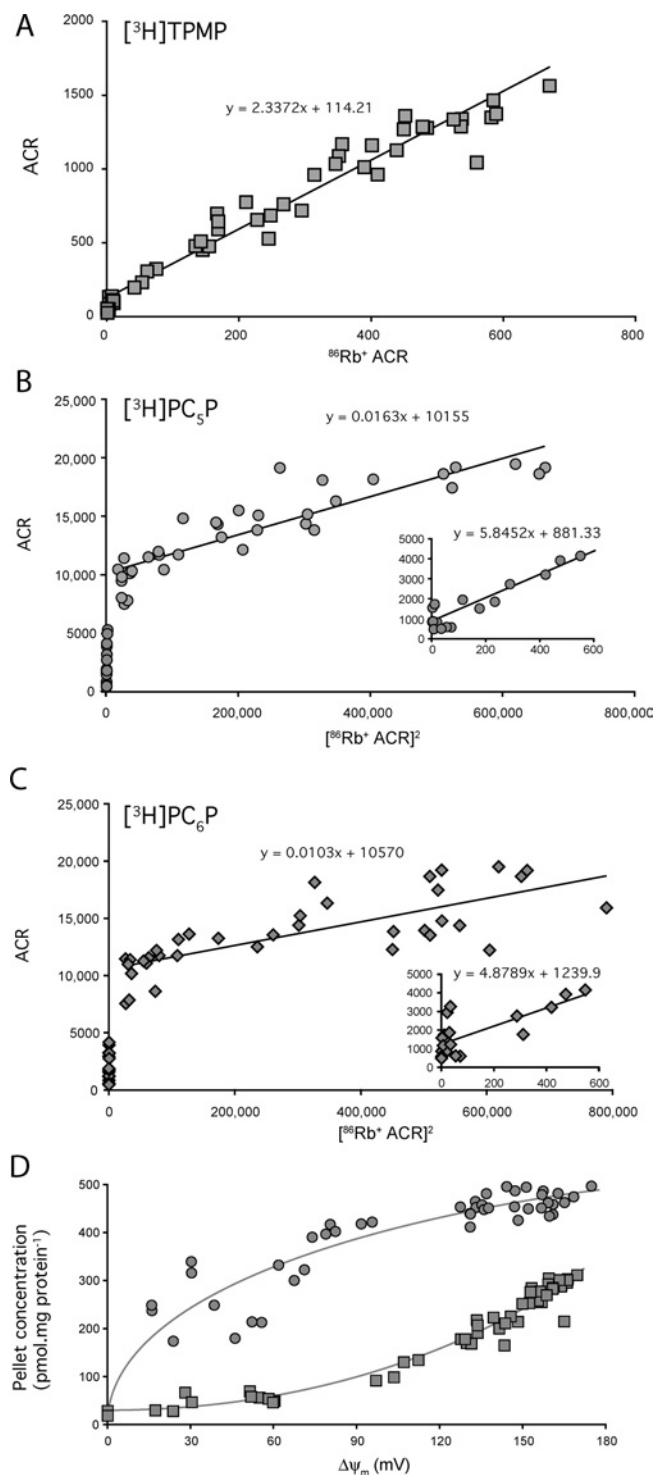 A
[³H]TPMP
2000
1500
1000
500
0
ACR
y = 2.3372x + 114.21
0 200 400 600 800
⁸⁶Rb⁺ ACR
B
[³H]PC₅P
25,000
20,000
15,000
10,000
5000
0
ACR
y = 0.0163x + 10155
y = 5.8452x + 881.33
5000
4000
3000
2000
1000
0
0 200 400 600
0 200,000 400,000 600,000 800,000
[⁸⁶Rb⁺ ACR]²
C
[³H]PC₆P
25,000
20,000
15,000
10,000
5000
0
ACR
y = 0.0103x + 10570
y = 4.8789x + 1239.9
5000
4000
3000
2000
1000
0
0 200 400 600
0 200,000 400,000 600,000 800,000
[⁸⁶Rb⁺ ACR]²
D
500
400
300
200
100
0
Pellet concentration
(pmol.mg protein⁻¹)
0 30 60 90 120 150 180
Δψₘ (mV)